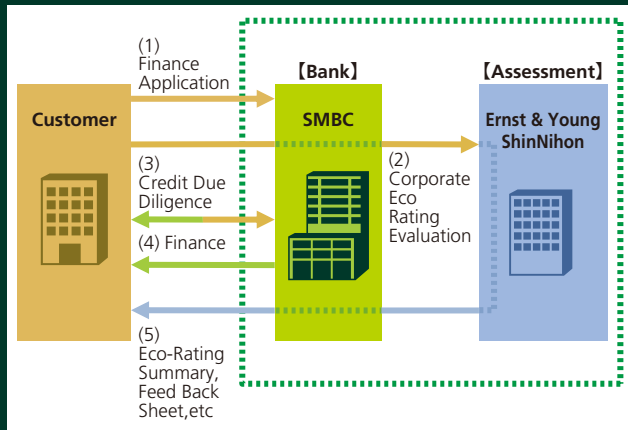 (1)
Finance
Application
【Bank】
【Assessment】
Customer
SMBC
Ernst & Young
ShinNihon
(3)
Credit Due
Diligence
(2)
Corporate
Eco
Rating
Evaluation
(4) Finance
(5)
Eco-Rating
Summary,
Feed Back
Sheet,etc